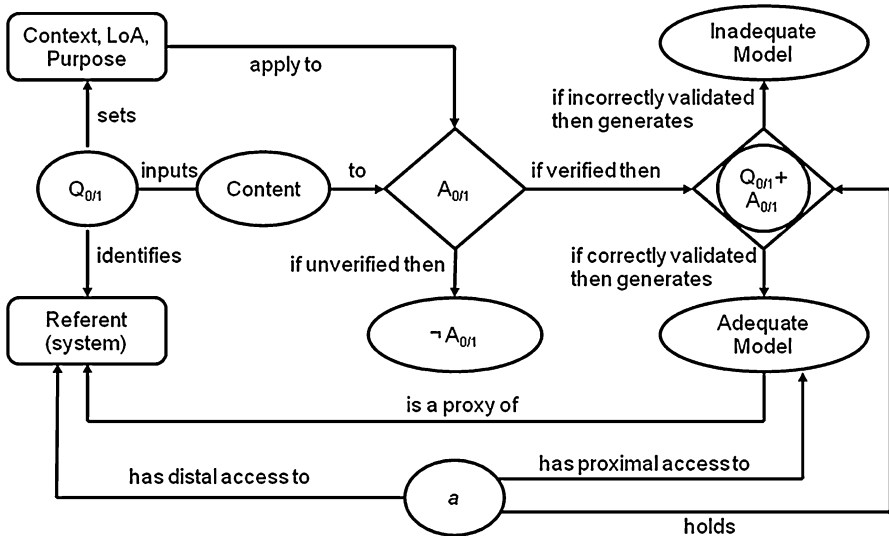 Context, LoA,
Purpose
apply to
Inadequate
Model
if incorrectly validated
then generates
sets
Q0/1
inputs
Content
to
A0/1
if verified then
Q0/1 +
A0/1
identifies
if unverified then
if correctly validated
then generates
Referent
(system)
¬ A0/1
Adequate
Model
is a proxy of
has distal access to
a
has proximal access to
holds